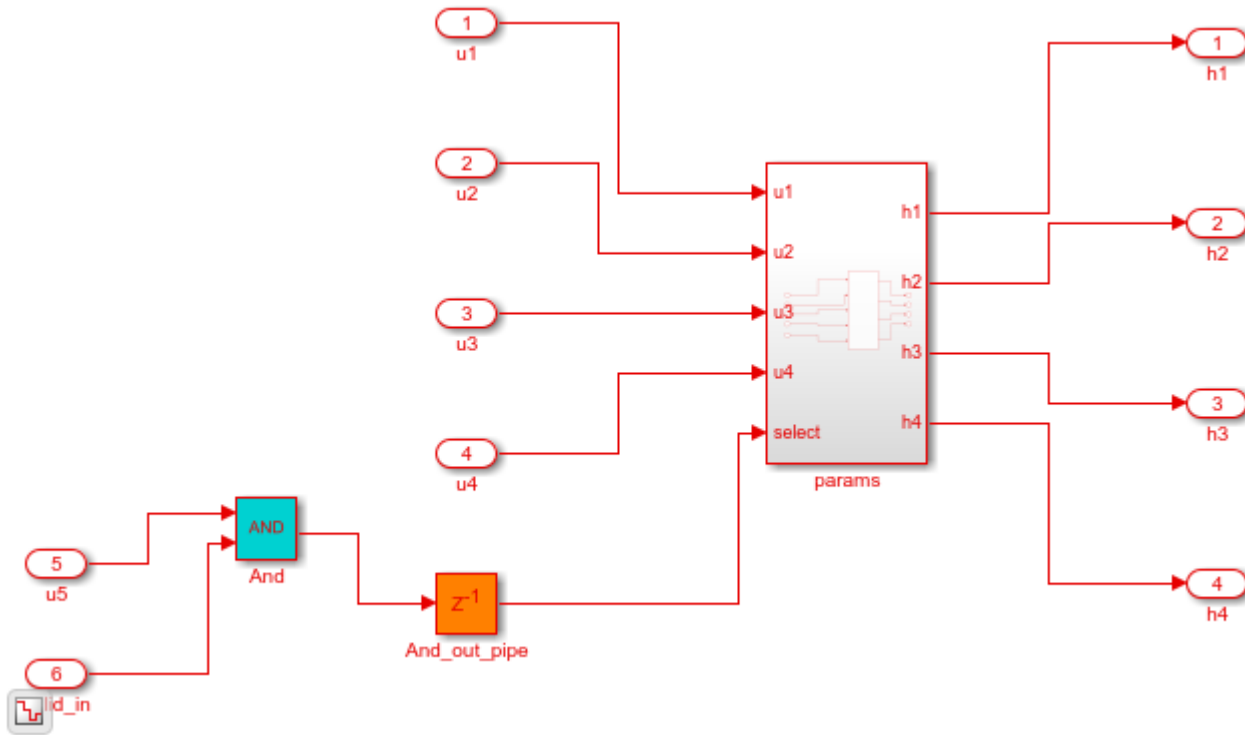 1
u1
1
h1
2
u2
u1
h1
2
h2
u2
h2
3
u3
u3
h3
u4
3
h3
select
h4
4
u4
params
AND
And
5
u5
Z-1
And_out_pipe
4
h4
6
lid_in